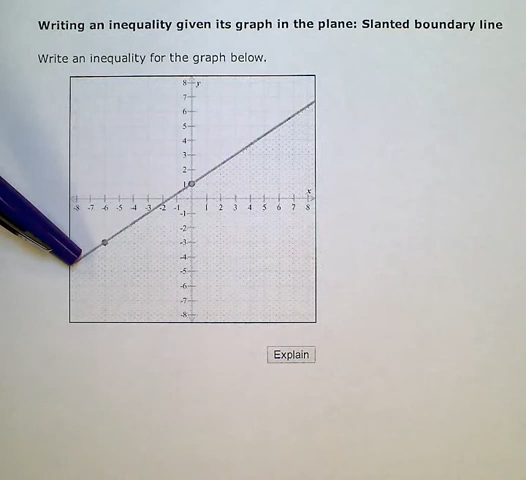 Writing an inequality given its graph in the plane: Slanted boundary line
Write an inequality for the graph below.
8 y
7
6
5
4
3
2
1
x
-8 -7 -6 -5 -4 -3 -2 -1 1 2 3 4 5 6 7 8
-1
-2
-3
-4
-5
-6
-7
-8
Explain